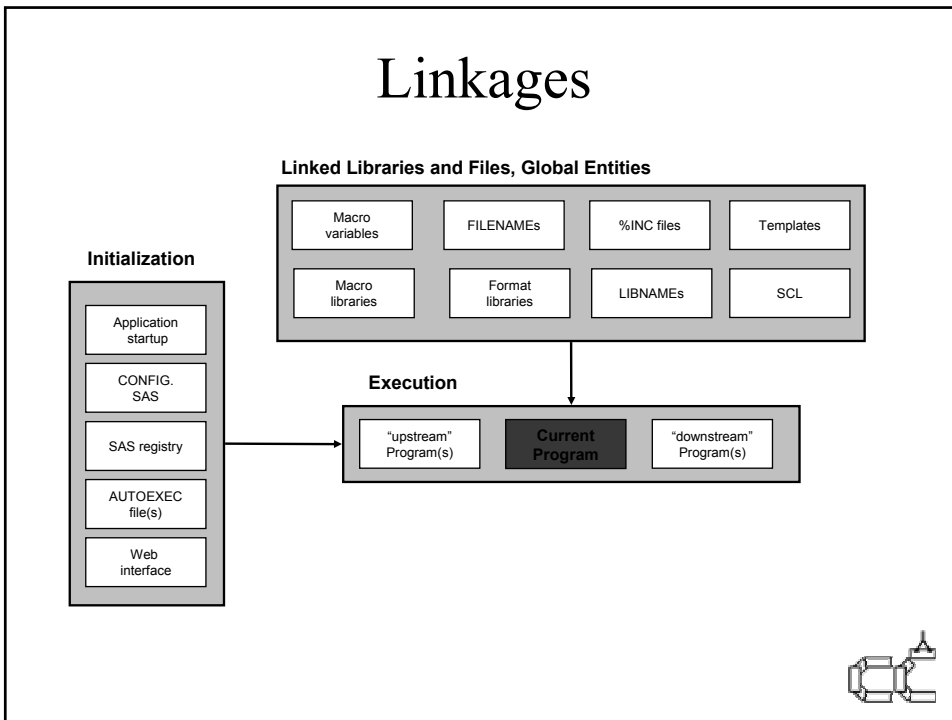 Linkages
Linked Libraries and Files, Global Entities
Macro
variables
FILENAMEs
%INC files
Templates
Macro
libraries
Format
libraries
LIBNAMEs
SCL
Initialization
Application
startup
CONFIG.
SAS
SAS registry
AUTOEXEC
file(s)
Web
interface
Execution
“upstream”
Program(s)
Current
Program
“downstream”
Program(s)